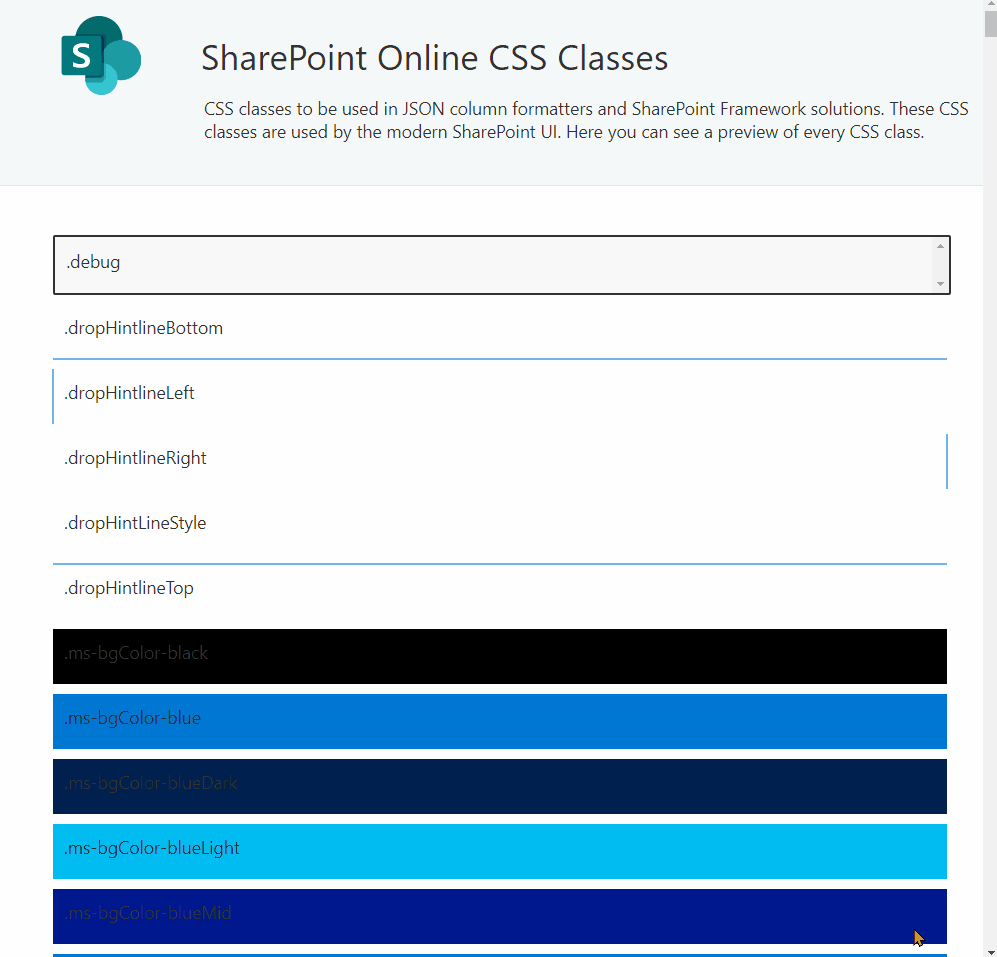 S
SharePoint Online CSS Classes
CSS classes to be used in JSON column formatters and SharePoint Framework solutions. These CSS
classes are used by the modern SharePoint UI. Here you can see a preview of every CSS class.
.debug
.dropHintlineBottom
.dropHintlineLeft
.dropHintlineRight
.dropHintLineStyle
.dropHintlineTop
.ms-bgColor-black
.ms-bgColor-blue
.ms-bgColor-blueDark
.ms-bgColor-blueLight
.ms-bgColor-blueMid